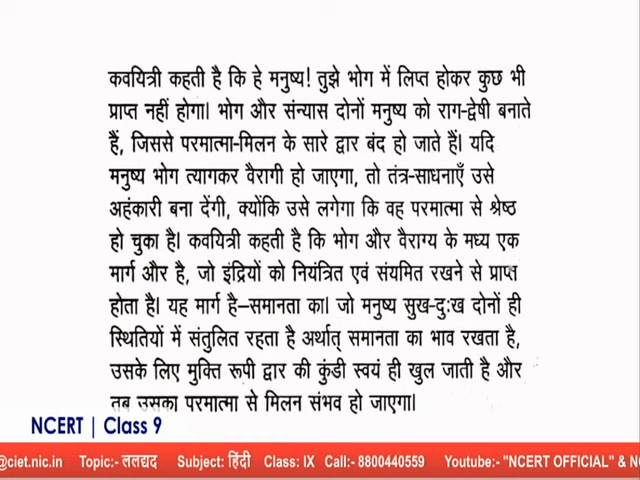 कवयित्री कहती है कि हे मनुष्य! तुझे भोग में लिप्त होकर कुछ भी
प्राप्त नहीं होगा। भोग और संन्यास दोनों मनुष्य को राग-द्वेषी बनाते
हैं, जिससे परमात्मा-मिलन के सारे द्वार बंद हो जाते हैं। यदि
मनुष्य भोग त्यागकर वैरागी हो जाएगा, तो तंत्र-साधनाएँ उसे
अहंकारी बना देंगी, क्योंकि उसे लगेगा कि वह परमात्मा से श्रेष्ठ
हो चुका है। कवयित्री कहती है कि भोग और वैराग्य के मध्य एक
मार्ग और है, जो इंद्रियों को नियंत्रित एवं संयमित रखने से प्राप्त
होता है। यह मार्ग है–समानता का। जो मनुष्य सुख-दुःख दोनों ही
स्थितियों में संतुलित रहता है अर्थात् समानता का भाव रखता है,
उसके लिए मुक्ति रूपी द्वार की कुंडी स्वयं ही खुल जाती है और
तब उसका परमात्मा से मिलन संभव हो जाएगा।
NCERT | Class 9
@ciet.nic.in Topic:- ललद्यद Subject: हिंदी Class: IX Call:- 8800440559 Youtube:- "NCERT OFFICIAL" & NC